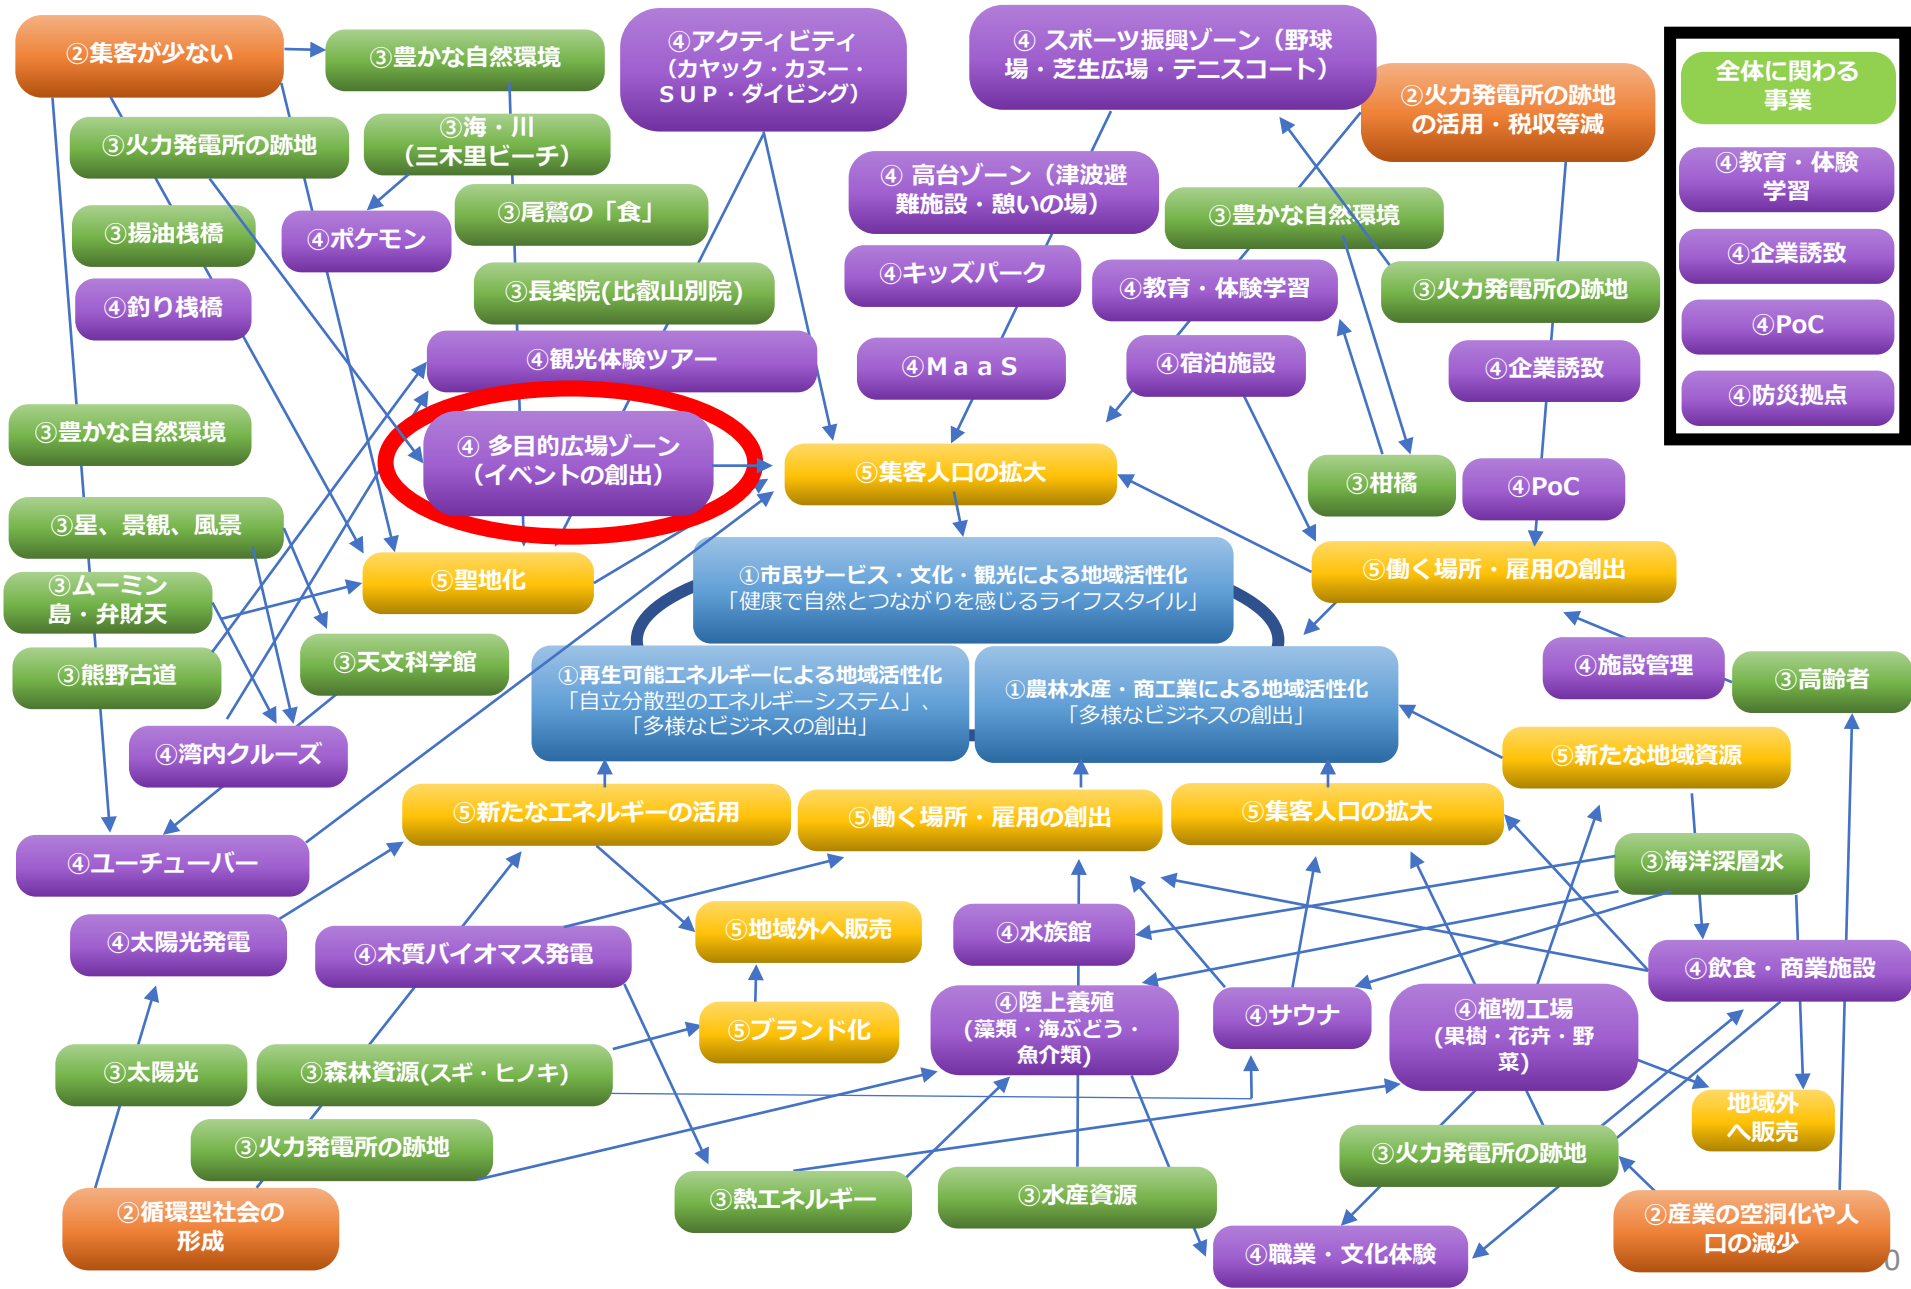 ②集客が少ない
③豊かな自然環境
④アクティビティ
（カヤック・カヌー・
ＳＵＰ・ダイビング）
④ スポーツ振興ゾーン（野球
場・芝生広場・テニスコート）
②火力発電所の跡地
の活用・税収等減
全体に関わる
事業
③火力発電所の跡地
③海・川
（三木里ビーチ）
④教育・体験
学習
④ 高台ゾーン（津波避
難施設・憩いの場）
③揚油桟橋
④ポケモン
③尾鷲の「食」
③豊かな自然環境
④企業誘致
④釣り桟橋
③長楽院(比叡山別院)
④キッズパーク
④教育・体験学習
③火力発電所の跡地
④PoC
④観光体験ツアー
④ＭａａＳ
④宿泊施設
④企業誘致
④防災拠点
③豊かな自然環境
④ 多目的広場ゾーン
（イベントの創出）
⑤集客人口の拡大
③柑橘
④PoC
③星、景観、風景
⑤聖地化
①市民サービス・文化・観光による地域活性化
「健康で自然とつながりを感じるライフスタイル」
⑤働く場所・雇用の創出
③ムーミン
島・弁財天
③熊野古道
③天文科学館
①再生可能エネルギーによる地域活性化
「自立分散型のエネルギーシステム」、
「多様なビジネスの創出」
①農林水産・商工業による地域活性化
「多様なビジネスの創出」
④施設管理
③高齢者
④湾内クルーズ
⑤新たな地域資源
④ユーチューバー
⑤新たなエネルギーの活用
⑤働く場所・雇用の創出
⑤集客人口の拡大
③海洋深層水
④太陽光発電
④木質バイオマス発電
⑤地域外へ販売
④水族館
④飲食・商業施設
⑤ブランド化
④陸上養殖
(藻類・海ぶどう・
魚介類)
④サウナ
④植物工場
(果樹・花卉・野
菜)
③太陽光
③森林資源(スギ・ヒノキ)
地域外
へ販売
③火力発電所の跡地
③火力発電所の跡地
③熱エネルギー
③水産資源
②循環型社会の
形成
④職業・文化体験
②産業の空洞化や人
口の減少
0